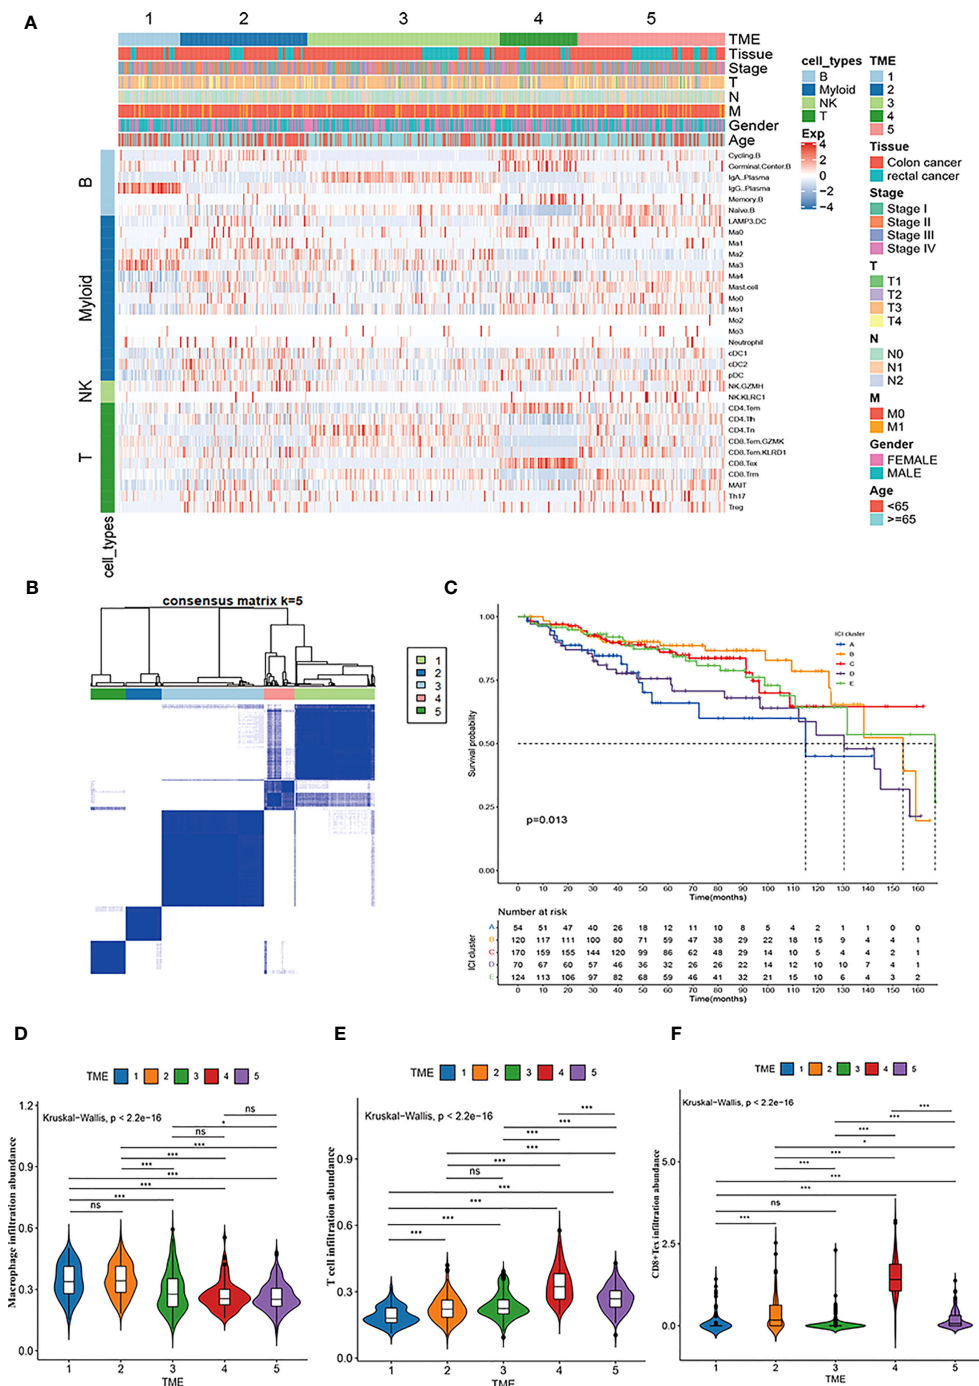 A
1 2 3 4 5
TME
Tissue
Stage
T
N
M
Gender
Age
B
Myloid
NK
T
cell_types
Cycling.B
Germinal.Center.B
IgA.Plasma
IgG.Plasma
Memory.B
Naive.B
LAMP3.DC
Ma0
Ma1
Ma2
Ma3
Ma4
Mast.cell
Mo0
Mo1
Mo2
Mo3
Neutrophil
cDC1
cDC2
pDC
NK.GZMH
NK.KLRC1
CD4.Tem
CD4.Th
CD4.Tn
CD8.Tem.GZMK
CD8.Tem.KLRD1
CD8.Tex
CD8.Trm
MAIT
Th17
Treg
cell_types
B
Myloid
NK
T
Exp
4
2
0
−2
−4
TME
1
2
3
4
5
Tissue
Colon cancer
rectal cancer
Stage
Stage I
Stage II
Stage III
Stage IV
T
T1
T2
T3
T4
N
N0
N1
N2
M
M0
M1
Gender
FEMALE
MALE
Age
<65
>=65
B
consensus matrix k=5
1
2
3
4
5
C
1.00
0.75
0.50
0.25
0.00
Survival probability
ICI cluster
A
B
C
D
E
p=0.013
0 10 20 30 40 50 60 70 80 90 100 110 120 130 140 150 160
Time(months)
Number at risk
ICI cluster
A 54 51 47 40 26 18 12 11 10 8 5 4 2 1 1 0 0
B 120 117 111 100 80 71 59 47 38 29 22 18 15 9 4 4 1
C 170 159 155 144 120 99 86 62 48 29 14 10 5 4 4 2 1
D 70 67 60 57 46 36 32 26 26 22 14 12 10 10 7 4 1
E 124 113 106 97 82 68 59 46 41 32 21 15 10 6 4 3 2
0 10 20 30 40 50 60 70 80 90 100 110 120 130 140 150 160
Time(months)
D
TME 1 2 3 4 5
Kruskal−Wallis, p < 2.2e−16
Macrophage infiltration abundance
1.2
0.9
0.6
0.3
0.0
ns
*
ns
***
***
***
***
***
***
ns
1 2 3 4 5
TME
E
TME 1 2 3 4 5
Kruskal−Wallis, p < 2.2e−16
T cell infiltration abundance
0.9
0.6
0.3
0.0
***
***
***
***
***
ns
***
***
***
***
1 2 3 4 5
TME
F
TME 1 2 3 4 5
Kruskal−Wallis, p < 2.2e−16
CD8+Tex infiltration abundance
5.0
2.5
0.0
***
***
***
*
***
***
***
***
ns
***
1 2 3 4 5
TME